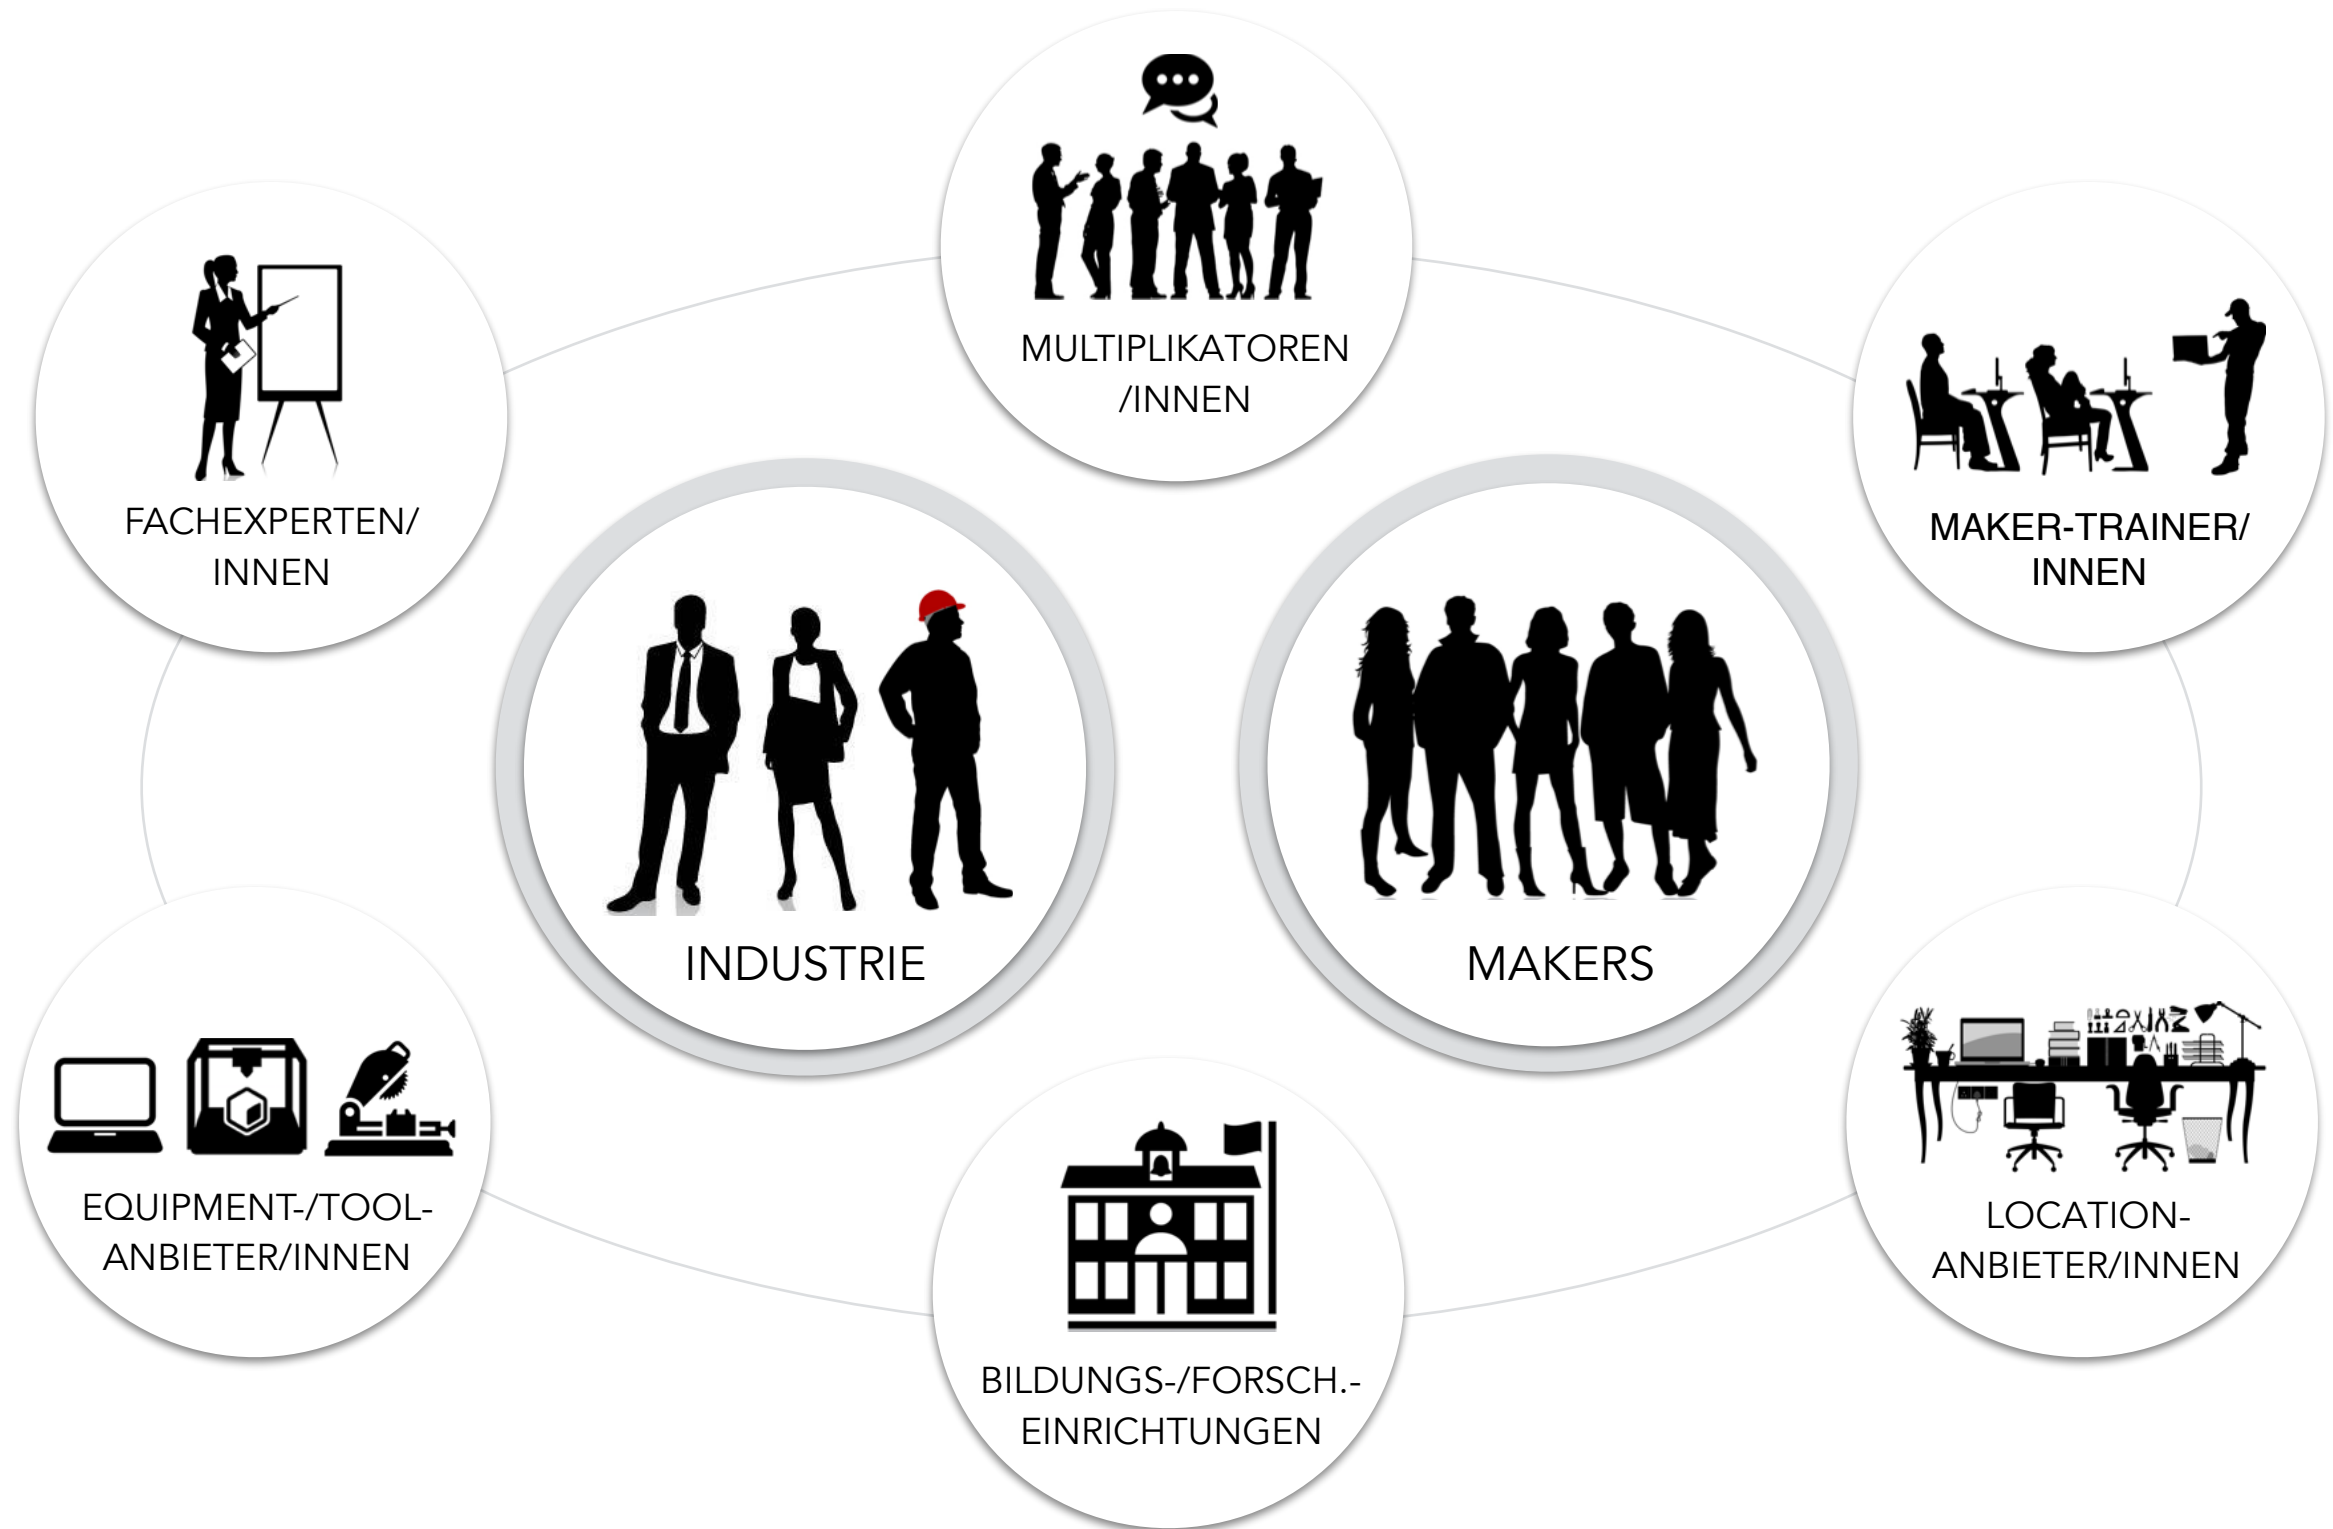 MULTIPLIKATOREN
/INNEN
FACHEXPERTEN/
INNEN
MAKER-TRAINER/
INNEN
INDUSTRIE
MAKERS
EQUIPMENT-/TOOL-
ANBIETER/INNEN
LOCATION-
ANBIETER/INNEN
BILDUNGS-/FORSCH.-
EINRICHTUNGEN